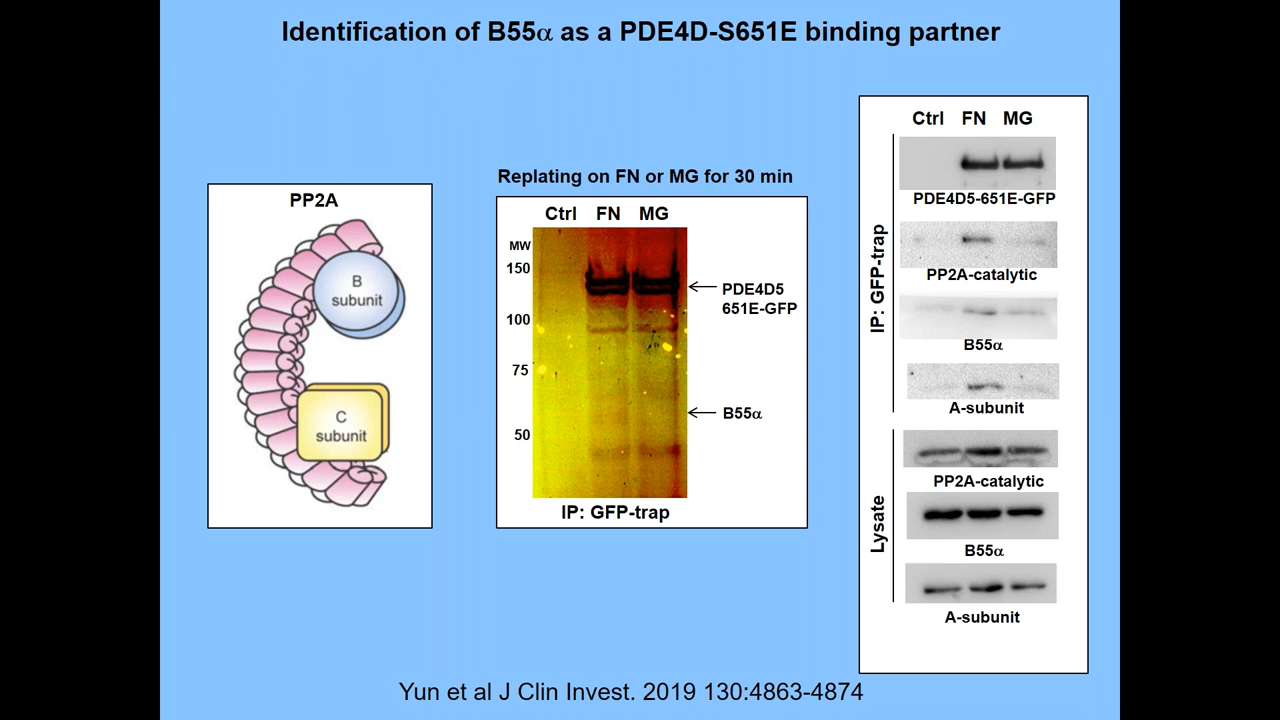 Identification of B55α as a PDE4D-S651E binding partner
PP2A
B
subunit
C
subunit
Replating on FN or MG for 30 min
Ctrl FN MG
MW
150
100
75
50
PDE4D5
651E-GFP
B55α
IP: GFP-trap
Ctrl FN MG
IP: GFP-trap
PDE4D5-651E-GFP
PP2A-catalytic
B55α
A-subunit
Lysate
PP2A-catalytic
B55α
A-subunit
Yun et al J Clin Invest. 2019 130:4863-4874